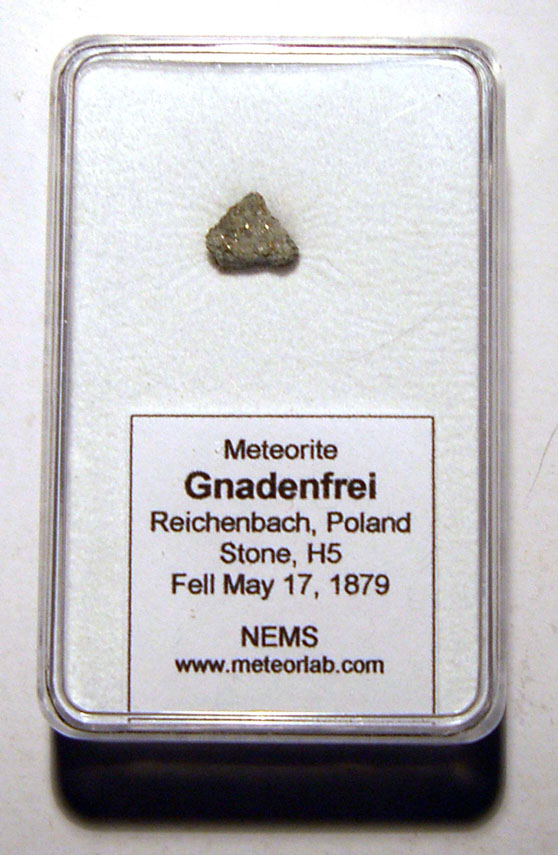 Meteorite
Gnadenfrei
Reichenbach, Poland
Stone, H5
Fell May 17, 1879
NEMS
www.meteorlab.com